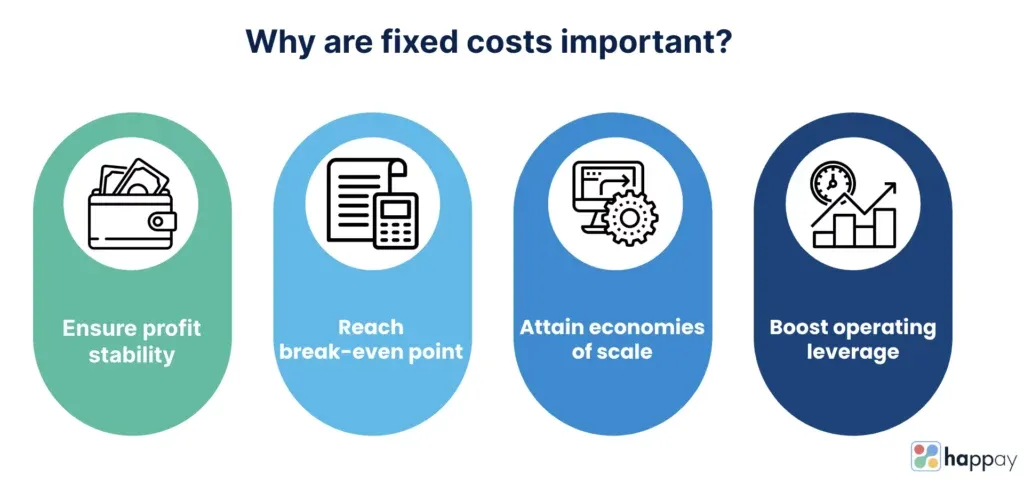 Why are fixed costs important?
Ensure profit
stability
Reach
break-even point
Attain economies
of scale
Boost operating
leverage
happay